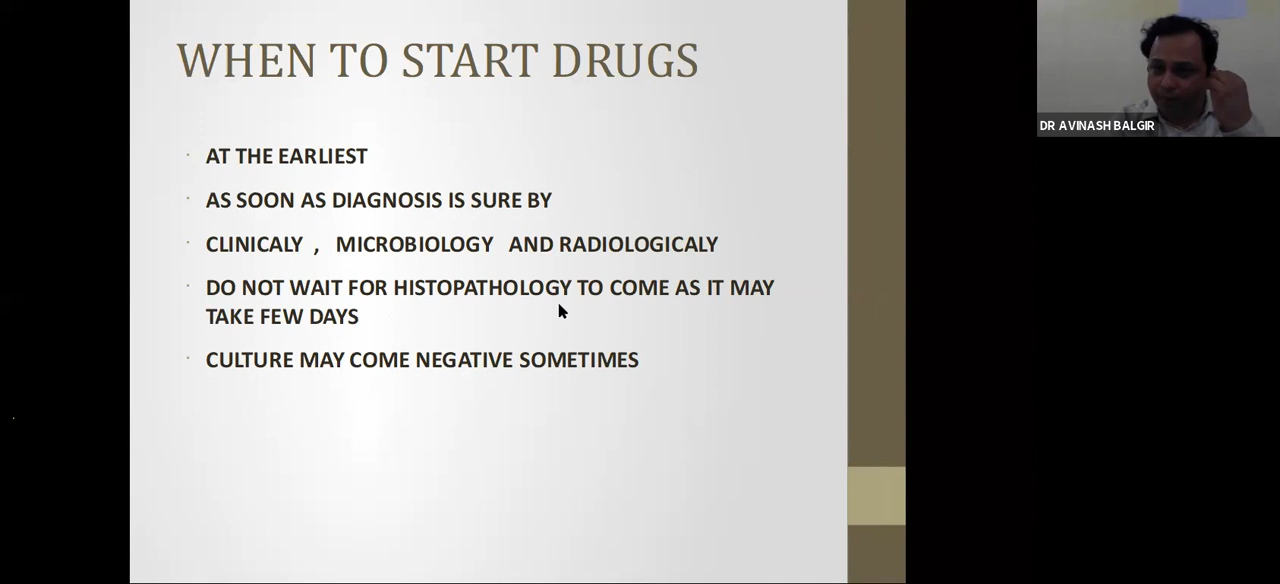 WHEN TO START DRUGS
AT THE EARLIEST
AS SOON AS DIAGNOSIS IS SURE BY
CLINICALY , MICROBIOLOGY AND RADIOLOGICALY
DO NOT WAIT FOR HISTOPATHOLOGY TO COME AS IT MAY
TAKE FEW DAYS
CULTURE MAY COME NEGATIVE SOMETIMES
DR AVINASH BALGIR